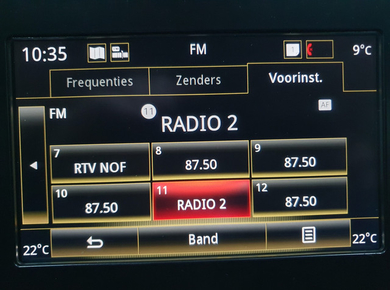 10:35 FM 9°c
Frequenties Zenders Voorinst.
FM 11 AF
RADIO 2
7 RTV NOF 8 87.50 9 87.50
10 87.50 11 RADIO 2 12 87.50
22°c Band 22°c